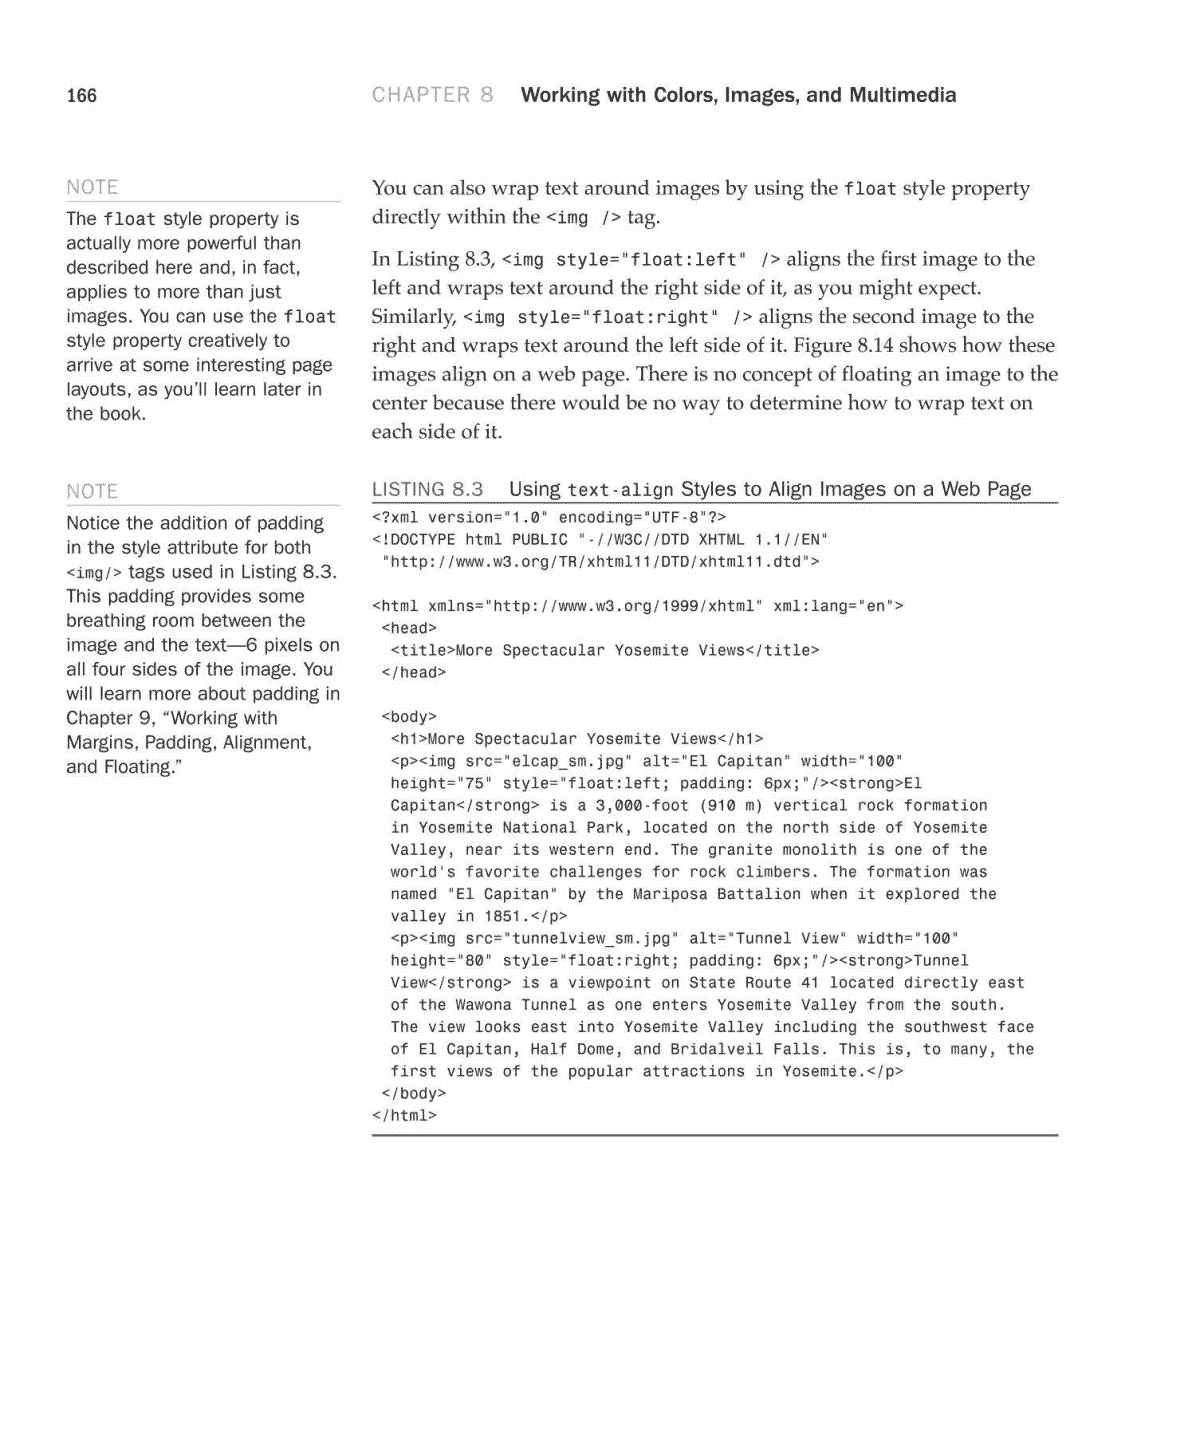 166
CHAPTER 8 Working with Colors, Images, and Multimedia
NOTE
The float style property is
actually more powerful than
described here and, in fact,
applies to more than just
images. You can use the float
style property creatively to
arrive at some interesting page
layouts, as you'll learn later in
the book.
NOTE
Notice the addition of padding
in the style attribute for both
<img/> tags used in Listing 8.3.
This padding provides some
breathing room between the
image and the text—6 pixels on
all four sides of the image. You
will learn more about padding in
Chapter 9, “Working with
Margins, Padding, Alignment,
and Floating.”
You can also wrap text around images by using the float style property
directly within the <img /> tag.
In Listing 8.3, <img style="float:left" /> aligns the first image to the
left and wraps text around the right side of it, as you might expect.
Similarly, <img style="float:right" /> aligns the second image to the
right and wraps text around the left side of it. Figure 8.14 shows how these
images align on a web page. There is no concept of floating an image to the
center because there would be no way to determine how to wrap text on
each side of it.
LISTING 8.3 Using text-align Styles to Align Images on a Web Page
<?xml version="1.0" encoding="UTF-8"?>
<!DOCTYPE html PUBLIC "-//W3C//DTD XHTML 1.1//EN"
"http://www.w3.org/TR/xhtml11/DTD/xhtml11.dtd">
<html xmlns="http://www.w3.org/1999/xhtml" xml:lang="en">
<head>
<title>More Spectacular Yosemite Views</title>
</head>
<body>
<h1>More Spectacular Yosemite Views</h1>
<p><img src="elcap_sm.jpg" alt="El Capitan" width="100"
height="75" style="float:left; padding: 6px;"/><strong>El
Capitan</strong> is a 3,000-foot (910 m) vertical rock formation
in Yosemite National Park, located on the north side of Yosemite
Valley, near its western end. The granite monolith is one of the
world's favorite challenges for rock climbers. The formation was
named "El Capitan" by the Mariposa Battalion when it explored the
valley in 1851.</p>
<p><img src="tunnelview_sm.jpg" alt="Tunnel View" width="100"
height="80" style="float:right; padding: 6px;"/><strong>Tunnel
View</strong> is a viewpoint on State Route 41 located directly east
of the Wawona Tunnel as one enters Yosemite Valley from the south.
The view looks east into Yosemite Valley including the southwest face
of El Capitan, Half Dome, and Bridalveil Falls. This is, to many, the
first views of the popular attractions in Yosemite.</p>
</body>
</html>